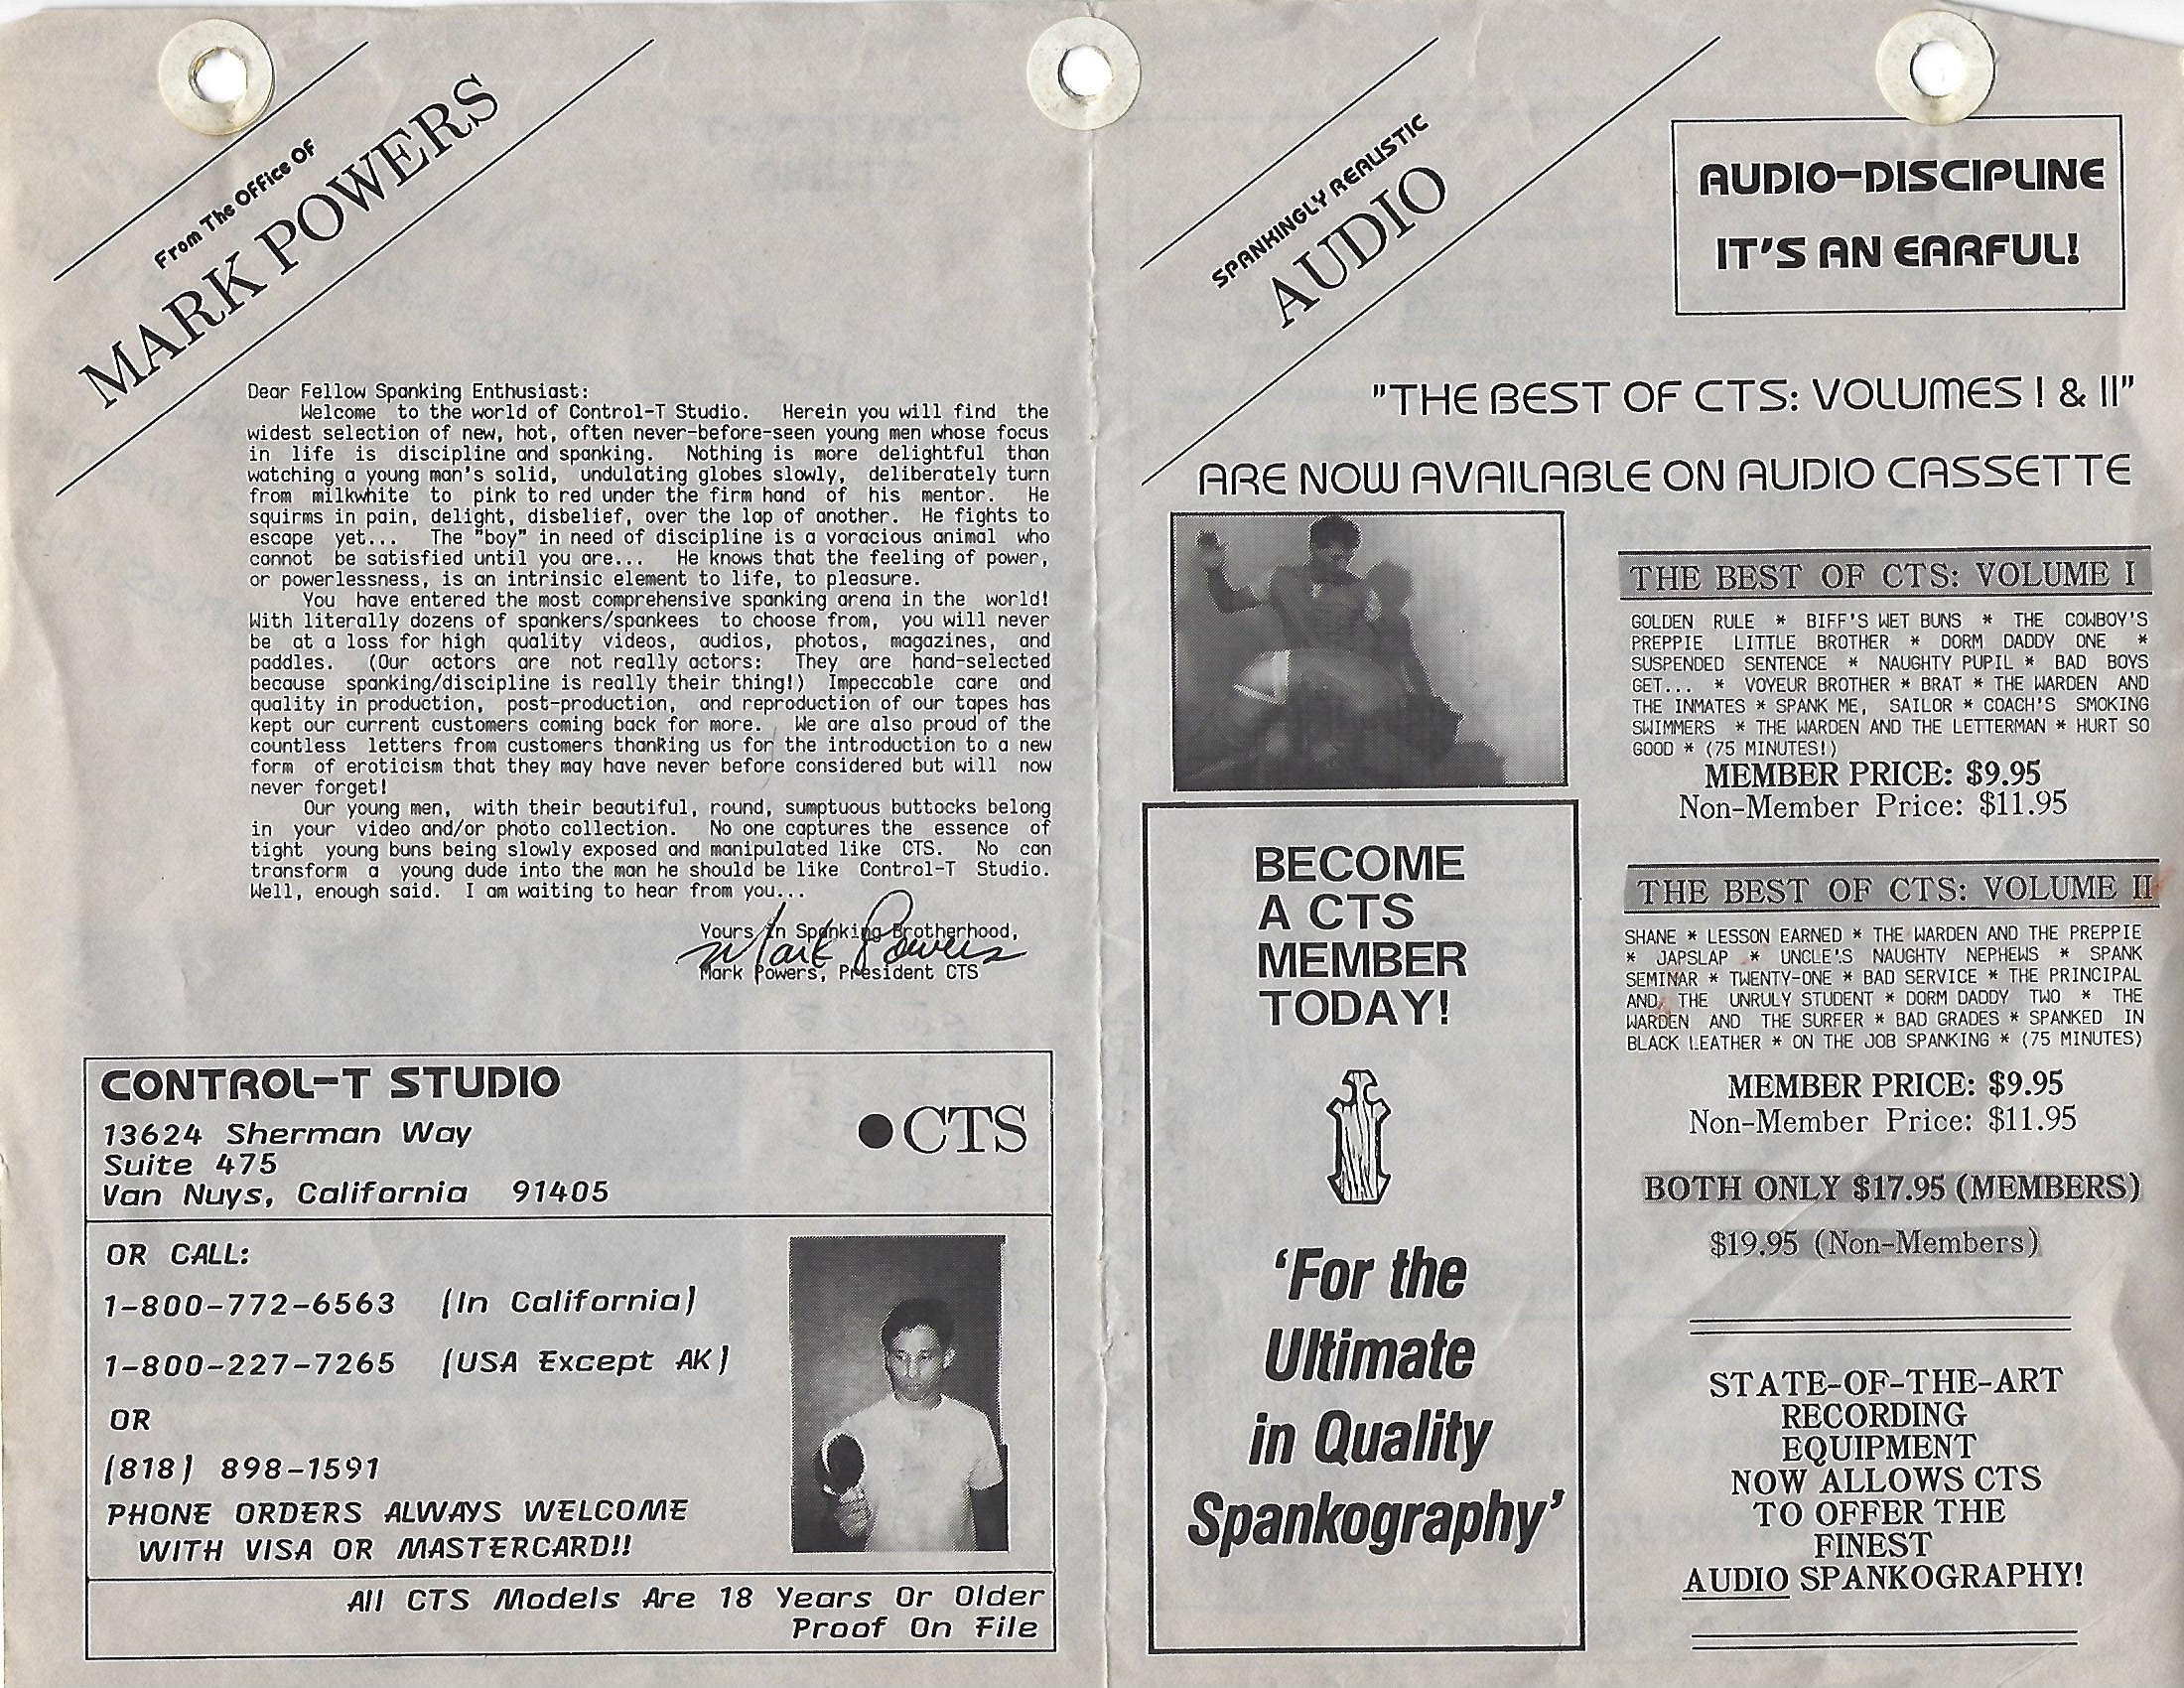 From The Office Of
MARK POWERS
Dear Fellow Spanking Enthusiast:
Welcome to the world of Control-T Studio. Herein you will find the
widest selection of new, hot, often never-before-seen young men whose focus
in life is discipline and spanking. Nothing is more delightful than
watching a young man's solid, undulating globes slowly, deliberately turn
from milkwhite to pink to red under the firm hand of his mentor. He
squirms in pain, delight, disbelief, over the lap of another. He fights to
escape yet... The "boy" in need of discipline is a voracious animal who
cannot be satisfied until you are... He knows that the feeling of power,
or powerlessness, is an intrinsic element to life, to pleasure.
You have entered the most comprehensive spanking arena in the world!
With literally dozens of spankers/spankees to choose from, you will never
be at a loss for high quality videos, audios, photos, magazines, and
paddles. (Our actors are not really actors: They are hand-selected
because spanking/discipline is really their thing!) Impeccable care and
quality in production, post-production, and reproduction of our tapes has
kept our current customers coming back for more. We are also proud of the
countless letters from customers thanking us for the introduction to a new
form of eroticism that they may have never before considered but will now
never forget!
Our young men, with their beautiful, round, sumptuous buttocks belong
in your video and/or photo collection. No one captures the essence of
tight young buns being slowly exposed and manipulated like CTS. No can
transform a young dude into the man he should be like Control-T Studio.
Well, enough said. I am waiting to hear from you...
Yours In Spanking Brotherhood,
Mark Powers
Mark Powers, President CTS
CONTROL-T STUDIO
13624 Sherman Way
Suite 475
Van Nuys, California 91405
●CTS
OR CALL:
1-800-772-6563 (In California)
1-800-227-7265 (USA Except AK)
OR
(818) 898-1591
PHONE ORDERS ALWAYS WELCOME
WITH VISA OR MASTERCARD!!
All CTS Models Are 18 Years Or Older
Proof On File
SPANKINGLY REALISTIC
AUDIO
AUDIO-DISCIPLINE
IT'S AN EARFUL!
"THE BEST OF CTS: VOLUMES I & II"
ARE NOW AVAILABLE ON AUDIO CASSETTE
BECOME
A CTS
MEMBER
TODAY!
'For the
Ultimate
in Quality
Spankography'
THE BEST OF CTS: VOLUME I
GOLDEN RULE * BIFF'S WET BUNS * THE COWBOY'S
PREPPIE LITTLE BROTHER * DORM DADDY ONE *
SUSPENDED SENTENCE * NAUGHTY PUPIL * BAD BOYS
GET... * VOYEUR BROTHER * BRAT * THE WARDEN AND
THE INMATES * SPANK ME, SAILOR * COACH'S SMOKING
SWIMMERS * THE WARDEN AND THE LETTERMAN * HURT SO
GOOD * (75 MINUTES!)
MEMBER PRICE: $9.95
Non-Member Price: $11.95
THE BEST OF CTS: VOLUME II
SHANE * LESSON EARNED * THE WARDEN AND THE PREPPIE
* JAPSLAP * UNCLE'S NAUGHTY NEPHEWS * SPANK
SEMINAR * TWENTY-ONE * BAD SERVICE * THE PRINCIPAL
AND THE UNRULY STUDENT * DORM DADDY TWO * THE
WARDEN AND THE SURFER * BAD GRADES * SPANKED IN
BLACK LEATHER * ON THE JOB SPANKING * (75 MINUTES)
MEMBER PRICE: $9.95
Non-Member Price: $11.95
BOTH ONLY $17.95 (MEMBERS)
$19.95 (Non-Members)
STATE-OF-THE-ART
RECORDING
EQUIPMENT
NOW ALLOWS CTS
TO OFFER THE
FINEST
AUDIO SPANKOGRAPHY!